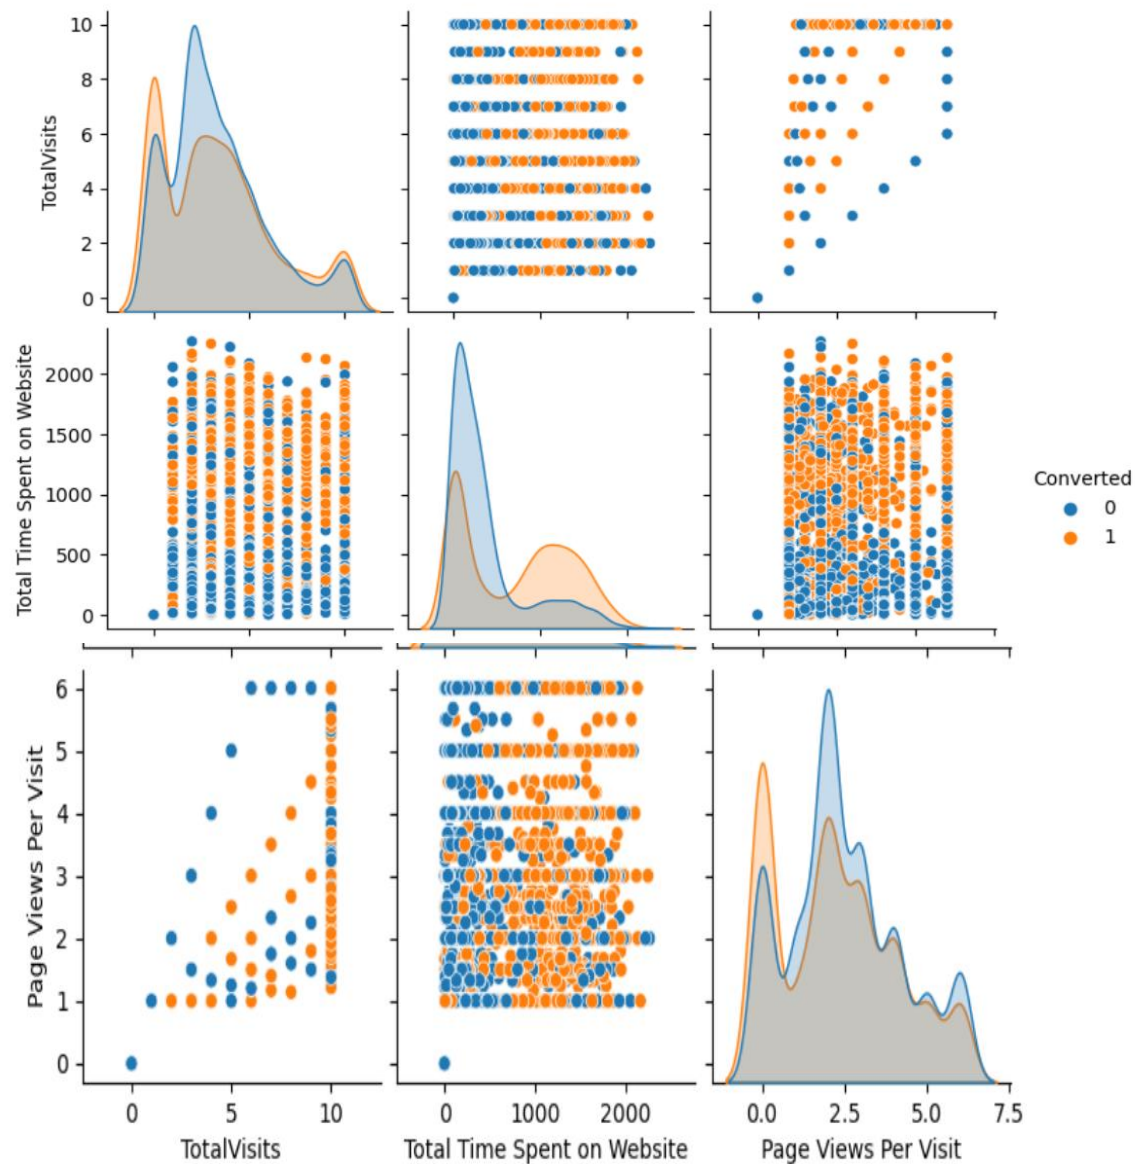 10
8
6
4
2
0
TotalVisits
2000
1500
1000
500
0
Total Time Spent on Website
Converted
0
1
6
5
4
3
2
1
0
Page Views Per Visit
0 5 10
0 1000 2000
0.0 2.5 5.0 7.5
TotalVisits
Total Time Spent on Website
Page Views Per Visit